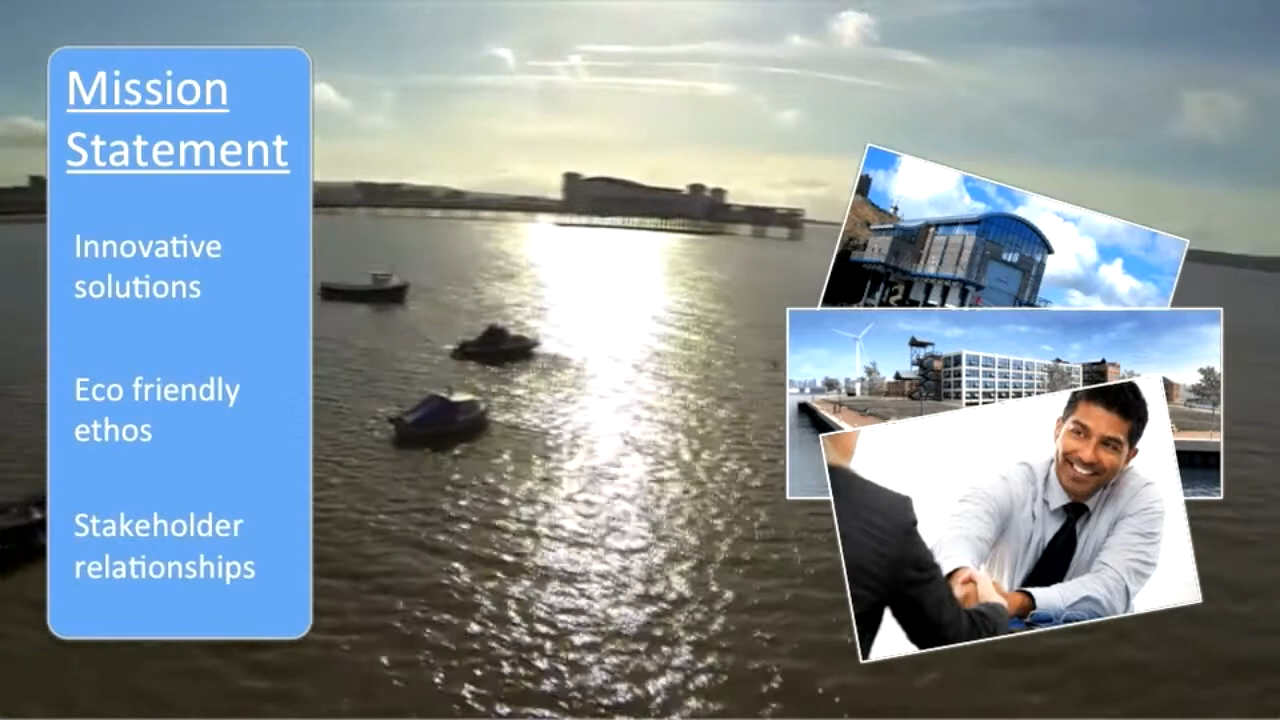 Mission
Statement
Innovative
solutions
Eco friendly
ethos
Stakeholder
relationships